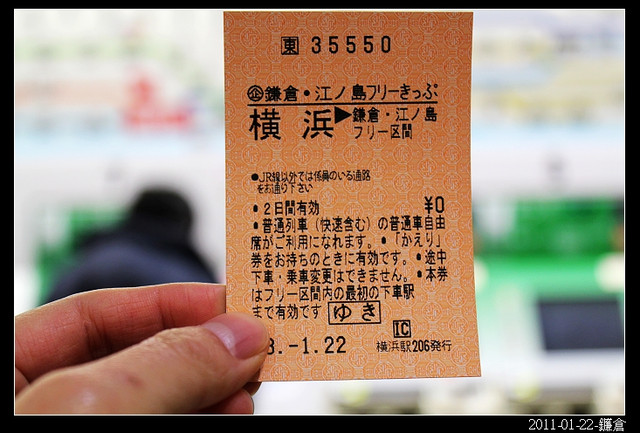 東 35550
企鎌倉・江ノ島フリーきっぷ
横浜▶鎌倉・江ノ島
フリー区間
●JR線以外では係員のいる通路
をお通り下さい
・2日間有効 ¥0
・普通列車(快速含む)の普通車自由
席がご利用になれます。・「かえり」
券をお持ちのときに有効です。・途中
下車・乗車変更はできません。・本券
はフリー区間内の最初の下車駅
まで有効です ゆき
3.-1.22 IC
横浜駅206発行
2011-01-22-鎌倉